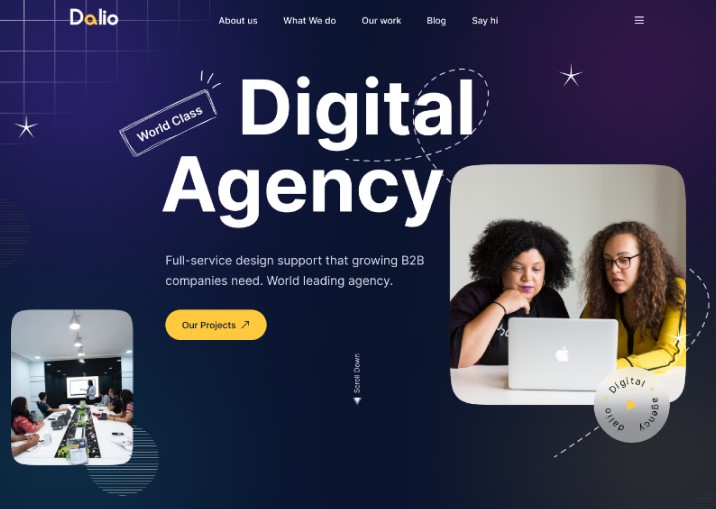 Dalio
About us
What We do
Our work
Blog
Say hi
World Class
Digital
Agency
Full-service design support that growing B2B
companies need. World leading agency.
Our Projects
Scroll Down
Digital agency dalio